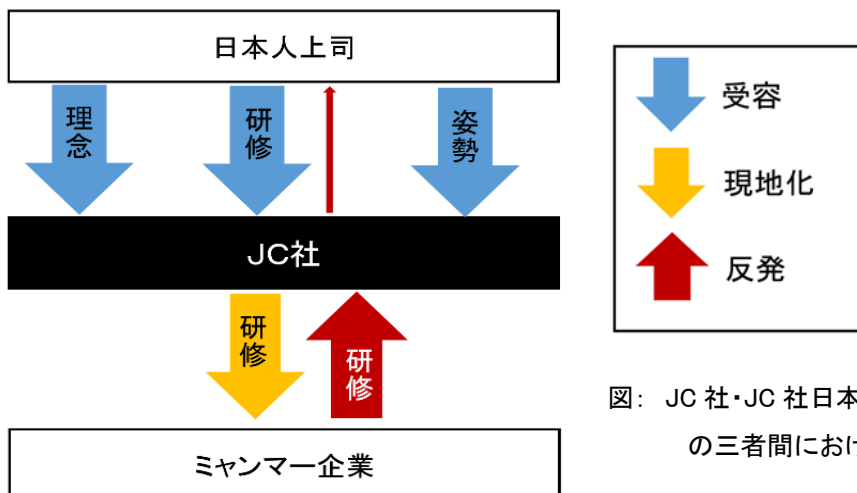 日本人上司
理念
研修
姿勢
JC社
研修
研修
ミャンマー企業
受容
現地化
反発
図: JC 社・JC 社日本
の三者間におけ